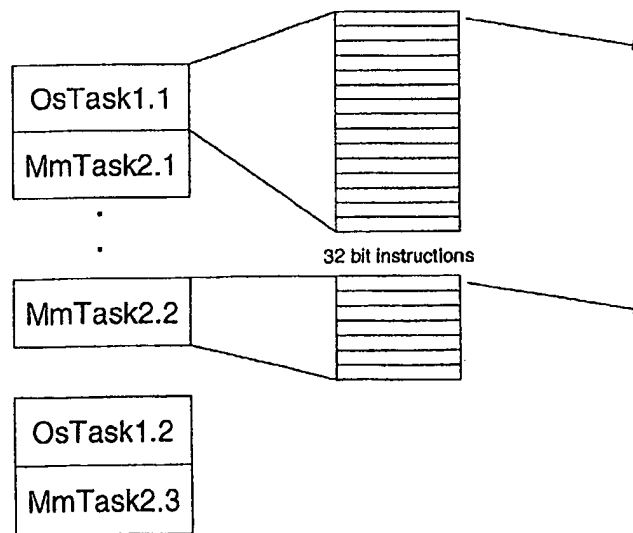 OsTask1.1
MmTask2.1
32 bit instructions
MmTask2.2
OsTask1.2
MmTask2.3